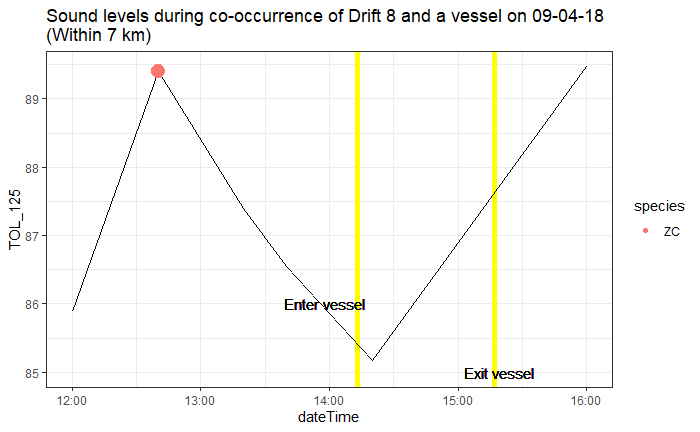 Sound levels during co-occurrence of Drift 8 and a vessel on 09-04-18
(Within 7 km)
89
88
87
86
85
TOL_125
Enter vessel
Exit vessel
12:00
13:00
14:00
15:00
16:00
dateTime
species
ZC